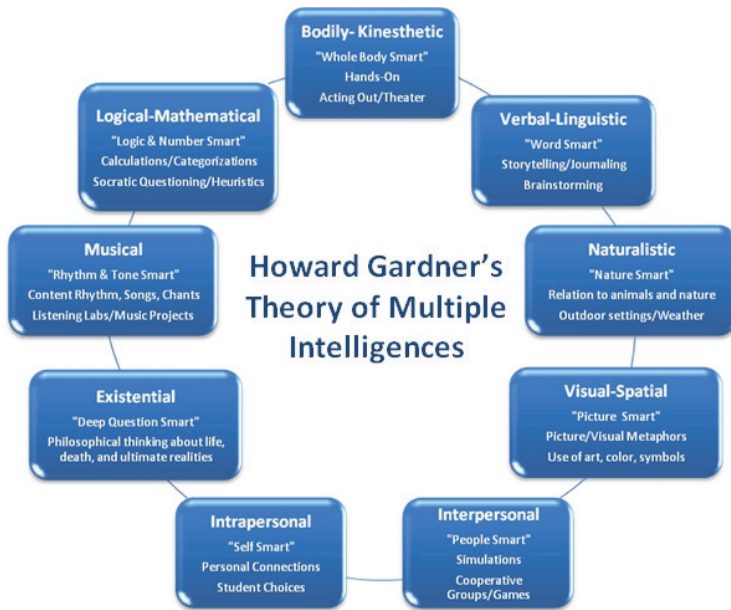 Bodily- Kinesthetic
"Whole Body Smart"
Hands-On
Acting Out/Theater
Verbal-Linguistic
"Word Smart"
Storytelling/Journaling
Brainstorming
Naturalistic
"Nature Smart"
Relation to animals and nature
Outdoor settings/Weather
Visual-Spatial
"Picture Smart"
Picture/Visual Metaphors
Use of art, color, symbols
Interpersonal
"People Smart"
Simulations
Cooperative
Groups/Games
Intrapersonal
"Self Smart"
Personal Connections
Student Choices
Existential
"Deep Question Smart"
Philosophical thinking about life,
death, and ultimate realities
Musical
"Rhythm & Tone Smart"
Content Rhythm, Songs, Chants
Listening Labs/Music Projects
Logical-Mathematical
"Logic & Number Smart"
Calculations/Categorizations
Socratic Questioning/Heuristics
Howard Gardner's
Theory of Multiple
Intelligences